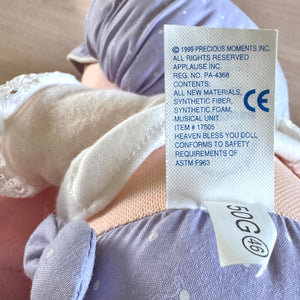 © 1999 PRECIOUS MOMENTS, INC.
ALL RIGHTS RESERVED
APPLAUSE INC.
REG. NO. PA-4368
CONTENTS:
ALL NEW MATERIALS,
SYNTHETIC FIBER,
SYNTHETIC FOAM,
MUSICAL UNIT.
ITEM # 17505
HEAVEN BLESS YOU DOLL
CONFORMS TO SAFETY
REQUIREMENTS OF
ASTM F963
CE
50G 46